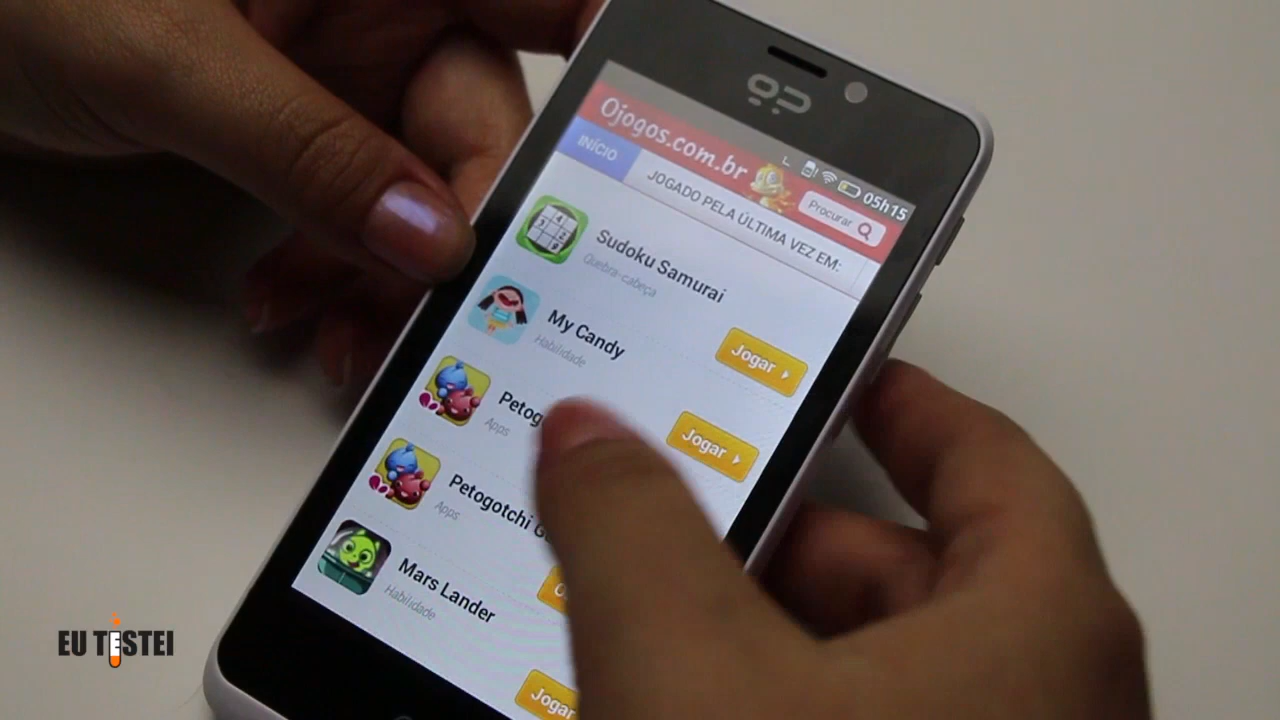 Ojogos.com.br
05h15
Procurar
INÍCIO
JOGADO PELA ÚLTIMA VEZ EM:
Sudoku Samurai
Quebra-cabeça
Jogar
My Candy
Habilidade
Jogar
Petog
Apps
Petogotchi G
Apps
Mars Lander
Habilidade
Jogar
EU TESTEI